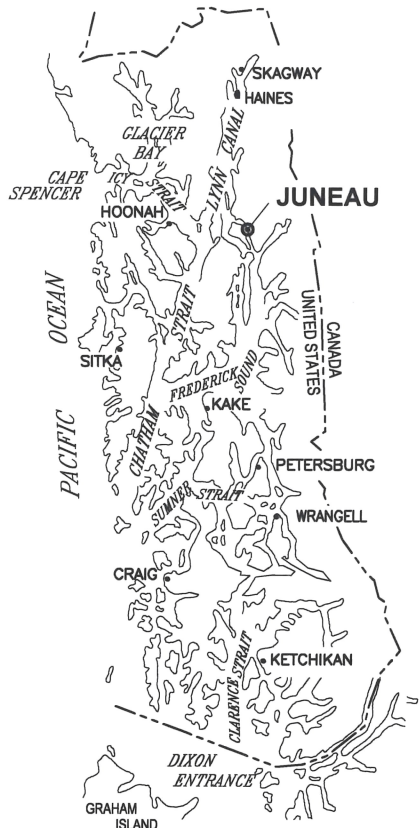 SKAGWAY
HAINES
GLACIER
BAY
LYNN CANAL
CAPE
SPENCER
ICY
STRAIT
HOONAH
JUNEAU
PACIFIC OCEAN
CHATHAM STRAIT
CANADA
UNITED STATES
SITKA
FREDERICK
SOUND
KAKE
PETERSBURG
SUMNER STRAIT
WRANGELL
CRAIG
CLARENCE STRAIT
KETCHIKAN
DIXON
ENTRANCE
GRAHAM
ISLAND